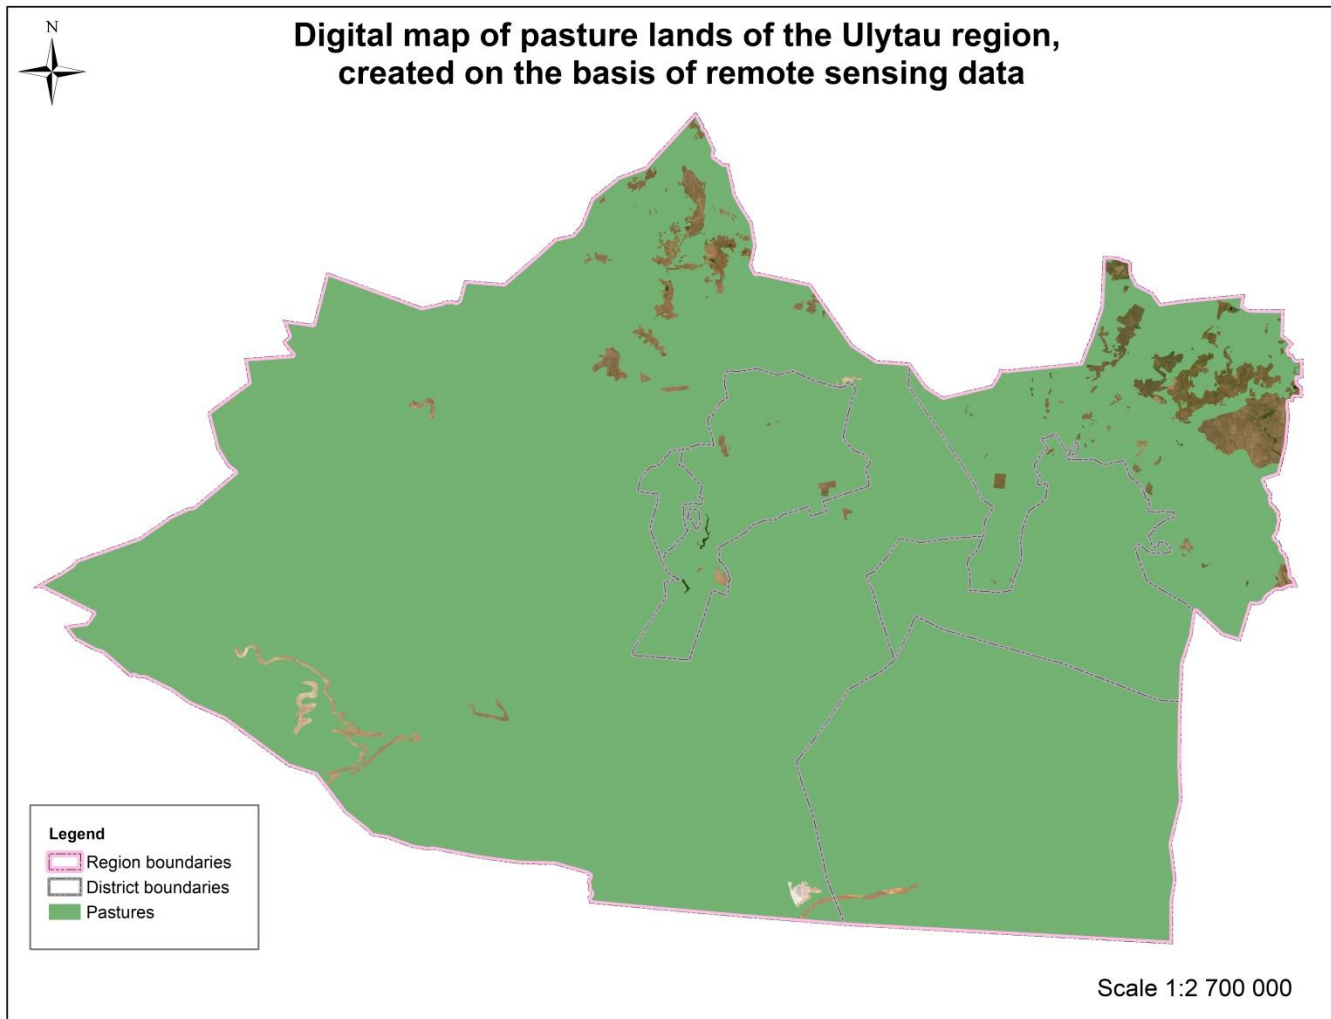 N
Digital map of pasture lands of the Ulytau region,
created on the basis of remote sensing data
Legend
Region boundaries
District boundaries
Pastures
Scale 1:2 700 000